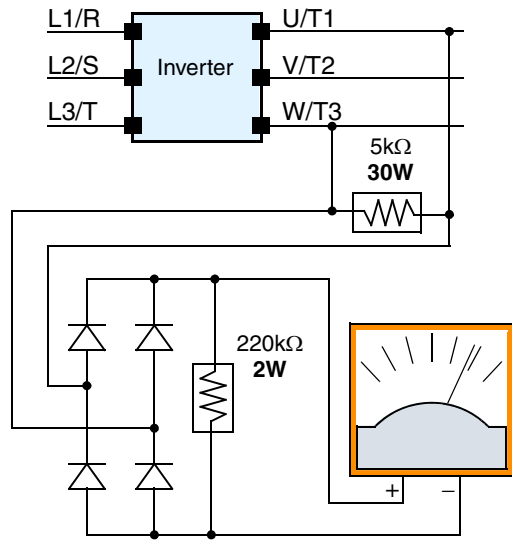 L1/R
L2/S
L3/T
Inverter
U/T1
V/T2
W/T3
5kΩ
30W
220kΩ
2W
+
−